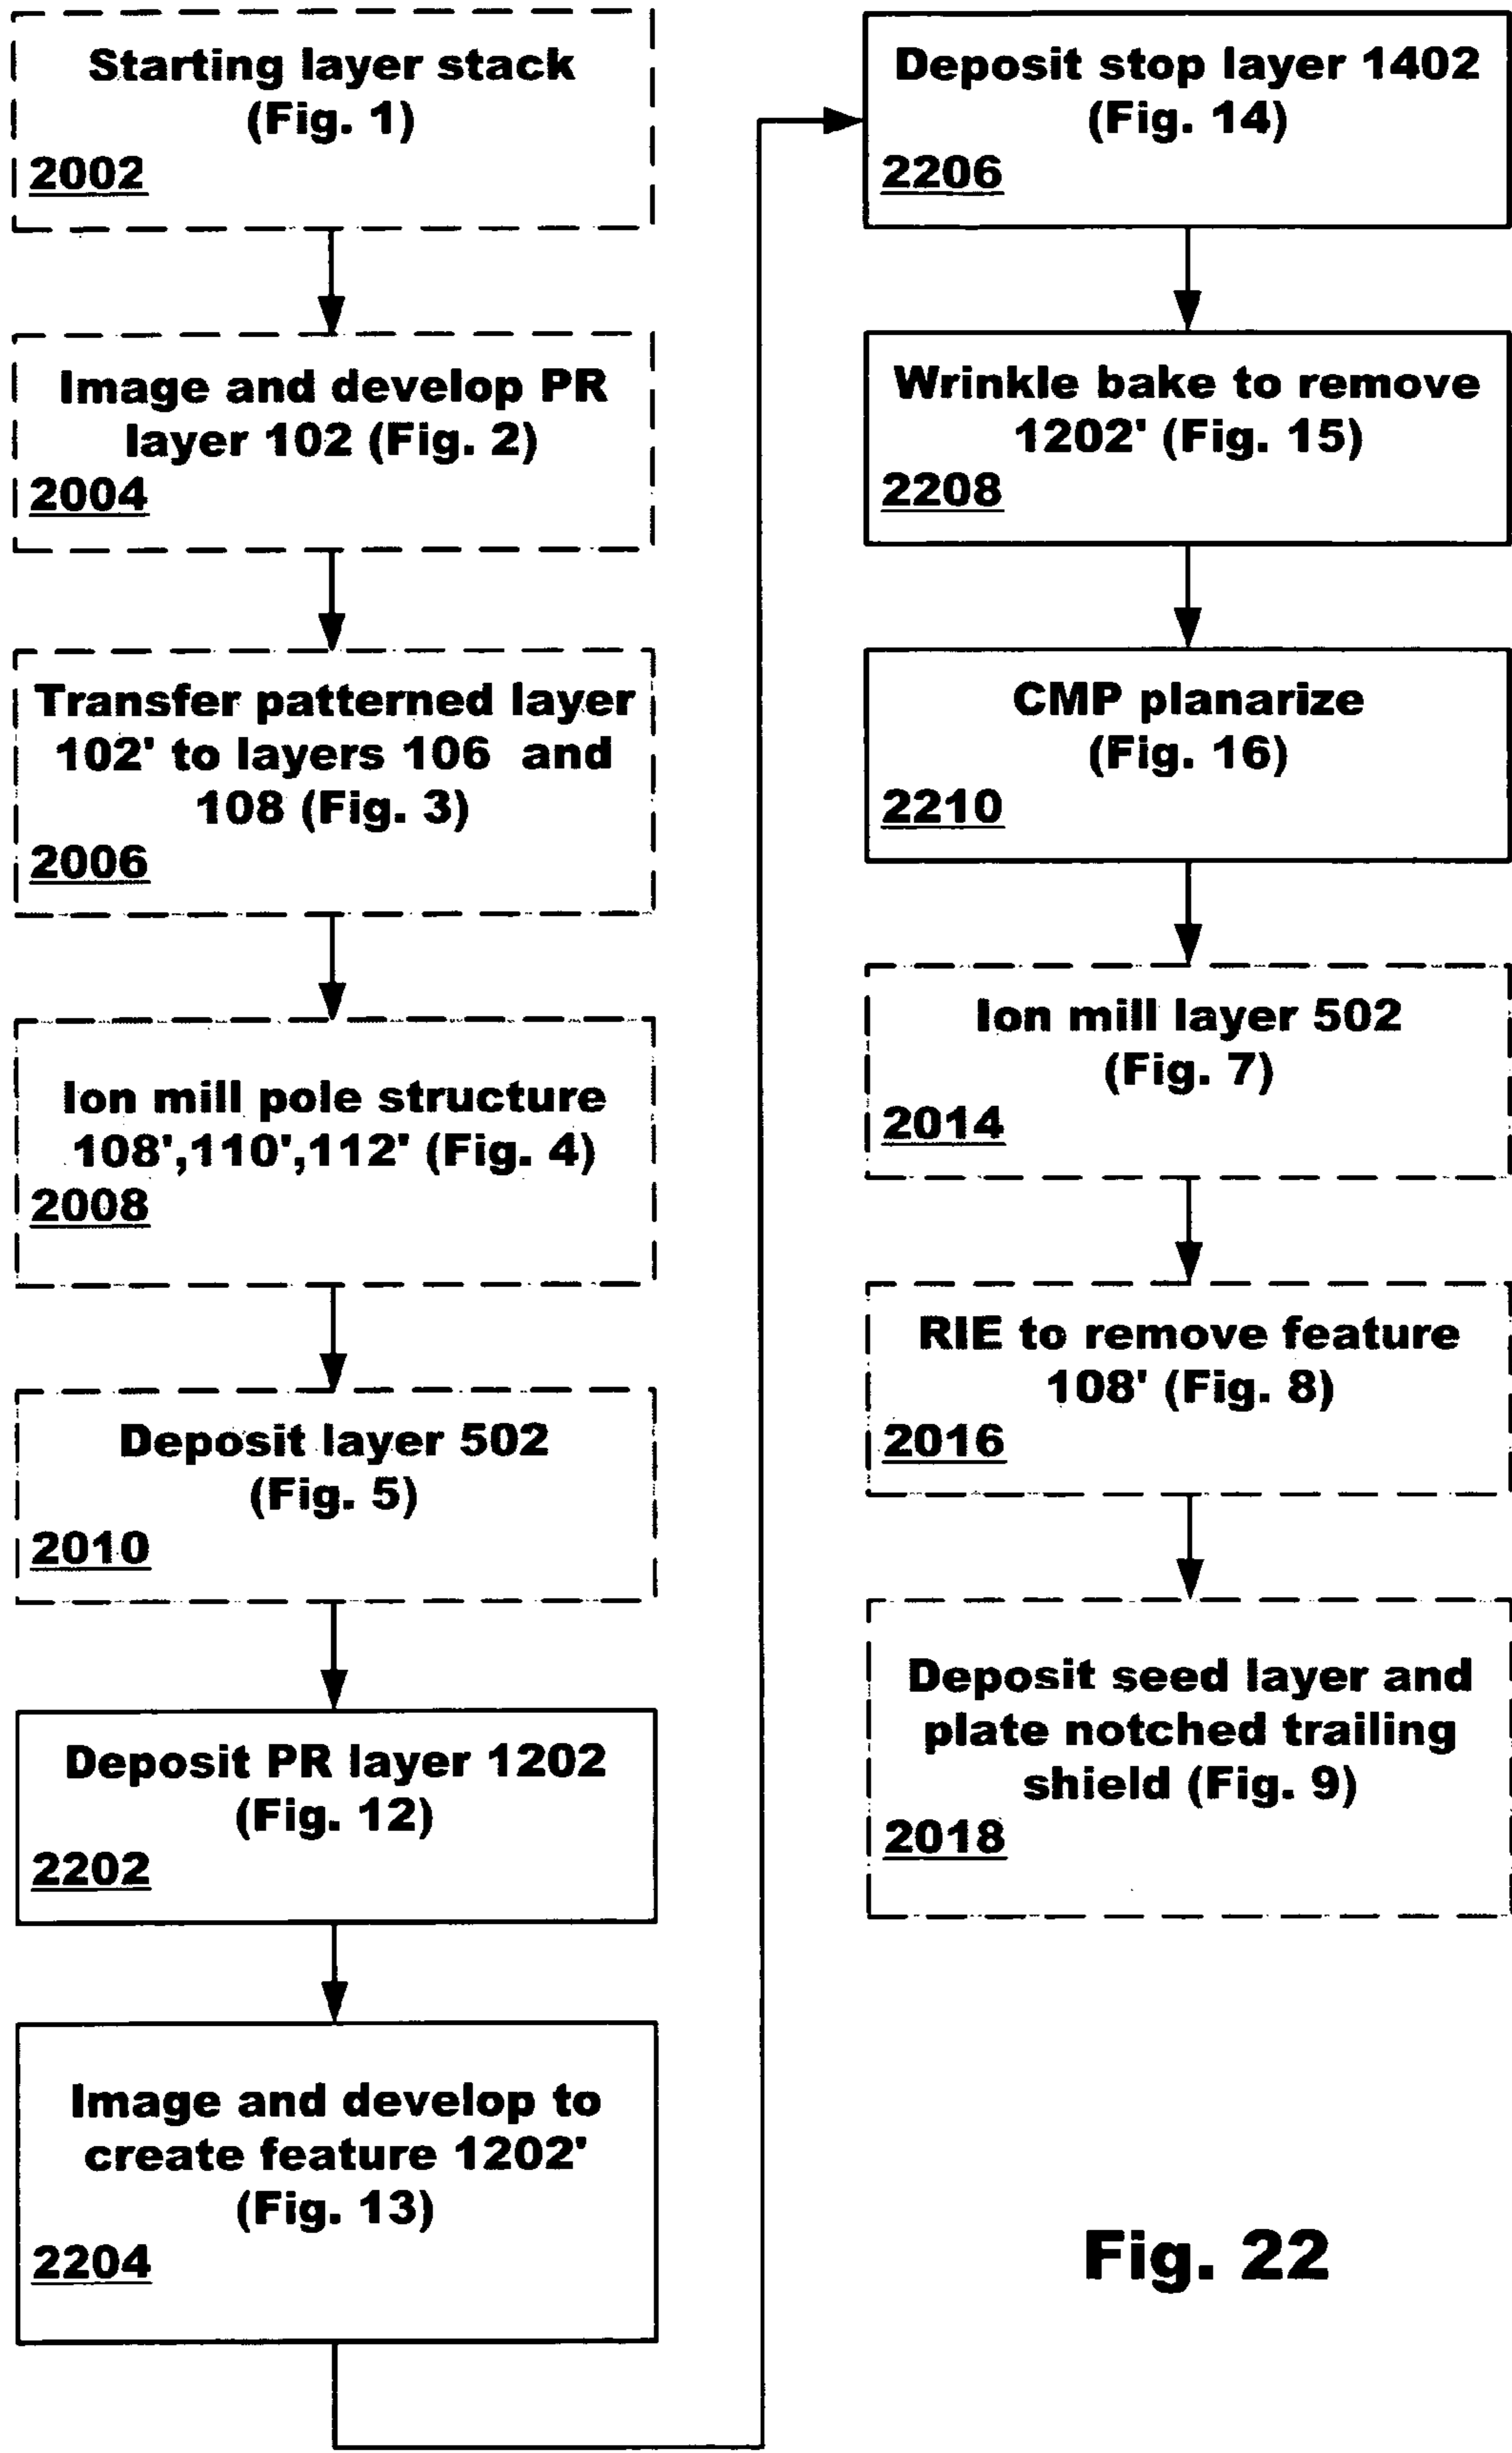 Starting layer stack
(Fig. 1)
2002
Image and develop PR
layer 102 (Fig. 2)
2004
Transfer patterned layer
102' to layers 106 and
108 (Fig. 3)
2006
Ion mill pole structure
108',110',112' (Fig. 4)
2008
Deposit layer 502
(Fig. 5)
2010
Deposit PR layer 1202
(Fig. 12)
2202
Image and develop to
create feature 1202'
(Fig. 13)
2204
Deposit stop layer 1402
(Fig. 14)
2206
Wrinkle bake to remove
1202' (Fig. 15)
2208
CMP planarize
(Fig. 16)
2210
Ion mill layer 502
(Fig. 7)
2014
RIE to remove feature
108' (Fig. 8)
2016
Deposit seed layer and
plate notched trailing
shield (Fig. 9)
2018
Fig. 22